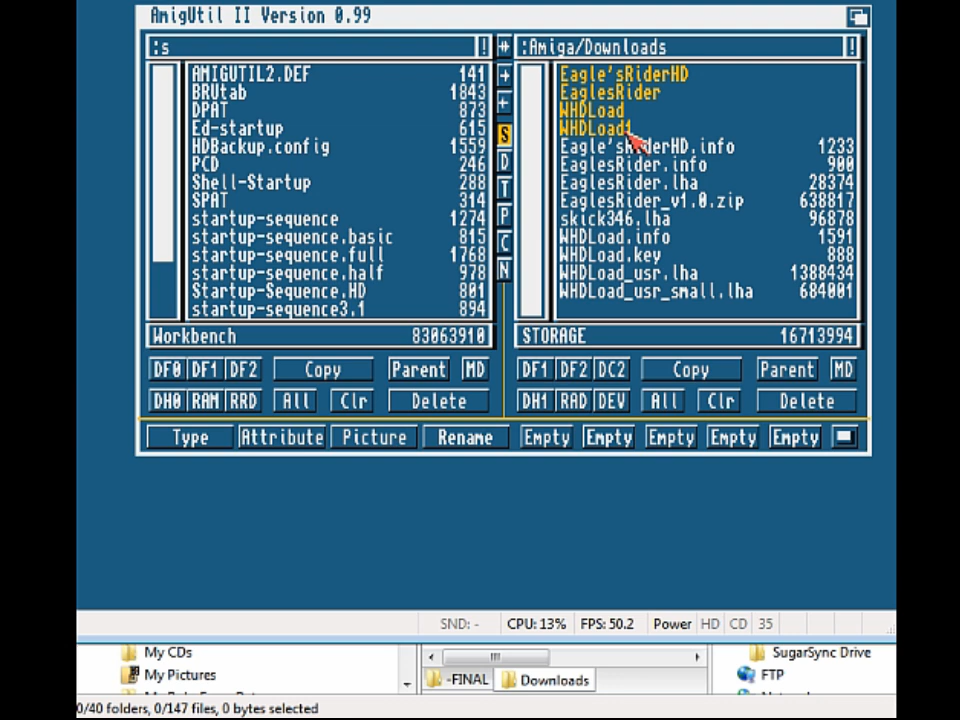 AmigUtil II Version 0.99
:s ! :Amiga/Downloads !
AMIGUTIL2.DEF 141
BRUtab 1843
DPAT 873
Ed-startup 615
HDBackup.config 1559
PCD 246
Shell-Startup 288
SPAT 314
startup-sequence 1274
startup-sequence.basic 815
startup-sequence.full 1768
startup-sequence.half 978
Startup-Sequence.HD 801
startup-sequence3.1 894
S
D
T
P
C
N
Eagle'sRiderHD
EaglesRider
WHDLoad
WHDLoad1
Eagle'sRiderHD.info 1233
EaglesRider.info 900
EaglesRider.lha 28374
EaglesRider_v1.0.zip 638817
skick346.lha 96878
WHDLoad.info 1591
WHDLoad.key 888
WHDLoad_usr.lha 1388434
WHDLoad_usr_small.lha 684001
Workbench 83063910 STORAGE 16713994
DF0 DF1 DF2 Copy Parent MD DF1 DF2 DC2 Copy Parent MD
DH0 RAM RRD All Clr Delete DH1 RAD DEV All Clr Delete
Type Attribute Picture Rename Empty Empty Empty Empty Empty
SND: - CPU: 13% FPS: 50.2 Power HD CD 35
My CDs SugarSync Drive
My Pictures -FINAL Downloads FTP
0/40 folders, 0/147 files, 0 bytes selected